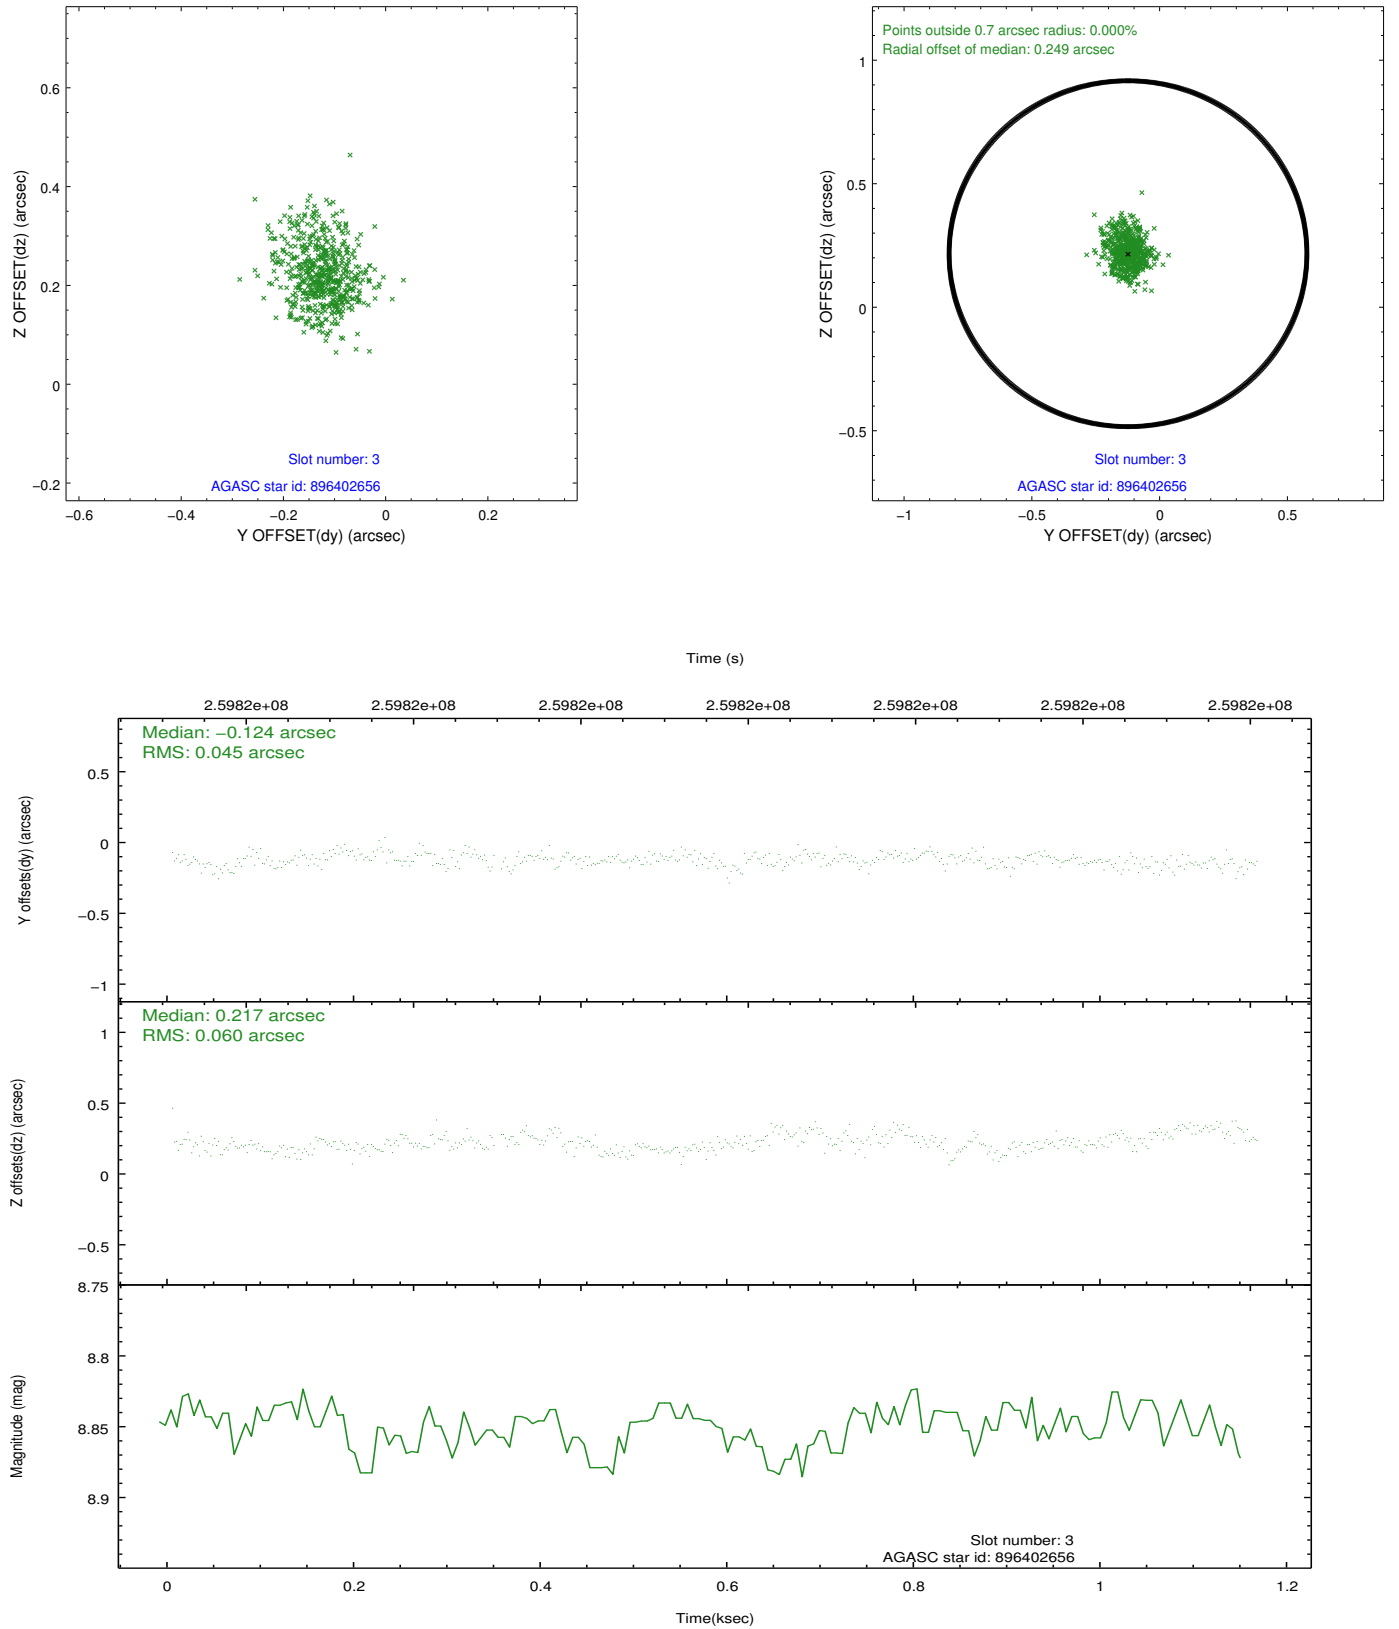 0.6
0.4
0.2
0
−0.2
Z OFFSET(dz) (arcsec)
Slot number: 3
AGASC star id: 896402656
−0.6
−0.4
−0.2
0
0.2
Y OFFSET(dy) (arcsec)
Points outside 0.7 arcsec radius: 0.000%
Radial offset of median: 0.249 arcsec
1
0.5
0
−0.5
Z OFFSET(dz) (arcsec)
Slot number: 3
AGASC star id: 896402656
−1
−0.5
0
0.5
Y OFFSET(dy) (arcsec)
Time (s)
2.5982e+08
2.5982e+08
2.5982e+08
2.5982e+08
2.5982e+08
2.5982e+08
2.5982e+08
Median: −0.124 arcsec
RMS: 0.045 arcsec
0.5
0
−0.5
−1
Y offsets(dy) (arcsec)
Median: 0.217 arcsec
RMS: 0.060 arcsec
1
0.5
0
−0.5
Z offsets(dz) (arcsec)
8.75
8.8
8.85
8.9
Magnitude (mag)
Slot number: 3
AGASC star id: 896402656
0
0.2
0.4
0.6
0.8
1
1.2
Time(ksec)